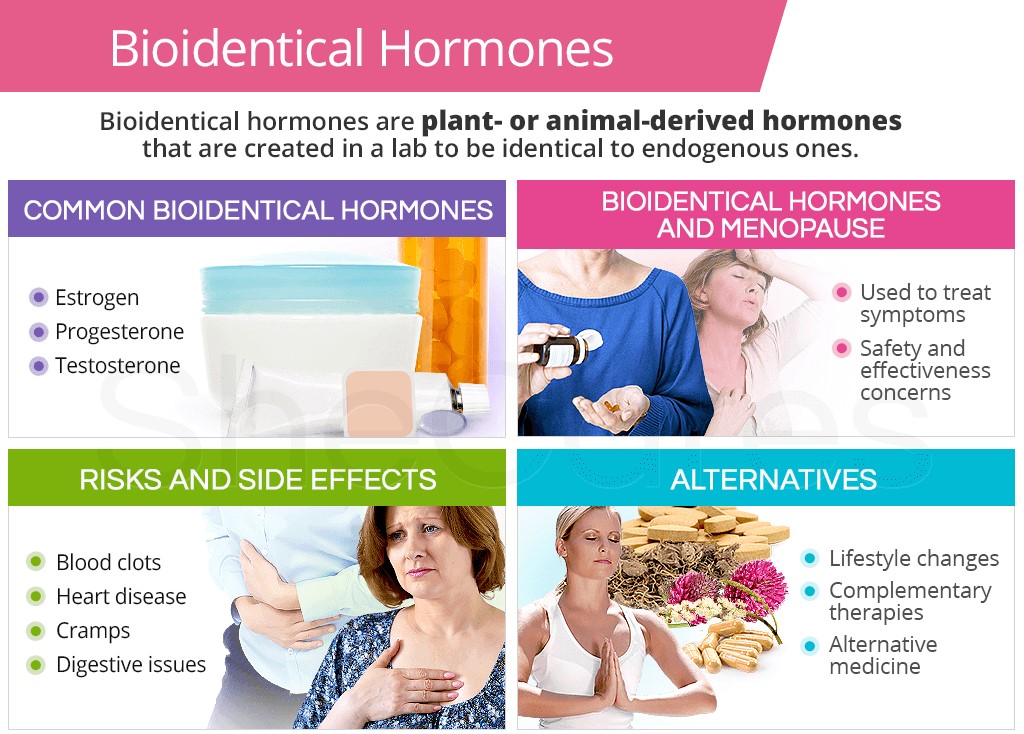 Bioidentical Hormones
Bioidentical hormones are plant- or animal-derived hormones
that are created in a lab to be identical to endogenous ones.
COMMON BIOIDENTICAL HORMONES
Estrogen
Progesterone
Testosterone
BIOIDENTICAL HORMONES
AND MENOPAUSE
Used to treat
symptoms
Safety and
effectiveness
concerns
RISKS AND SIDE EFFECTS
Blood clots
Heart disease
Cramps
Digestive issues
ALTERNATIVES
Lifestyle changes
Complementary
therapies
Alternative
medicine